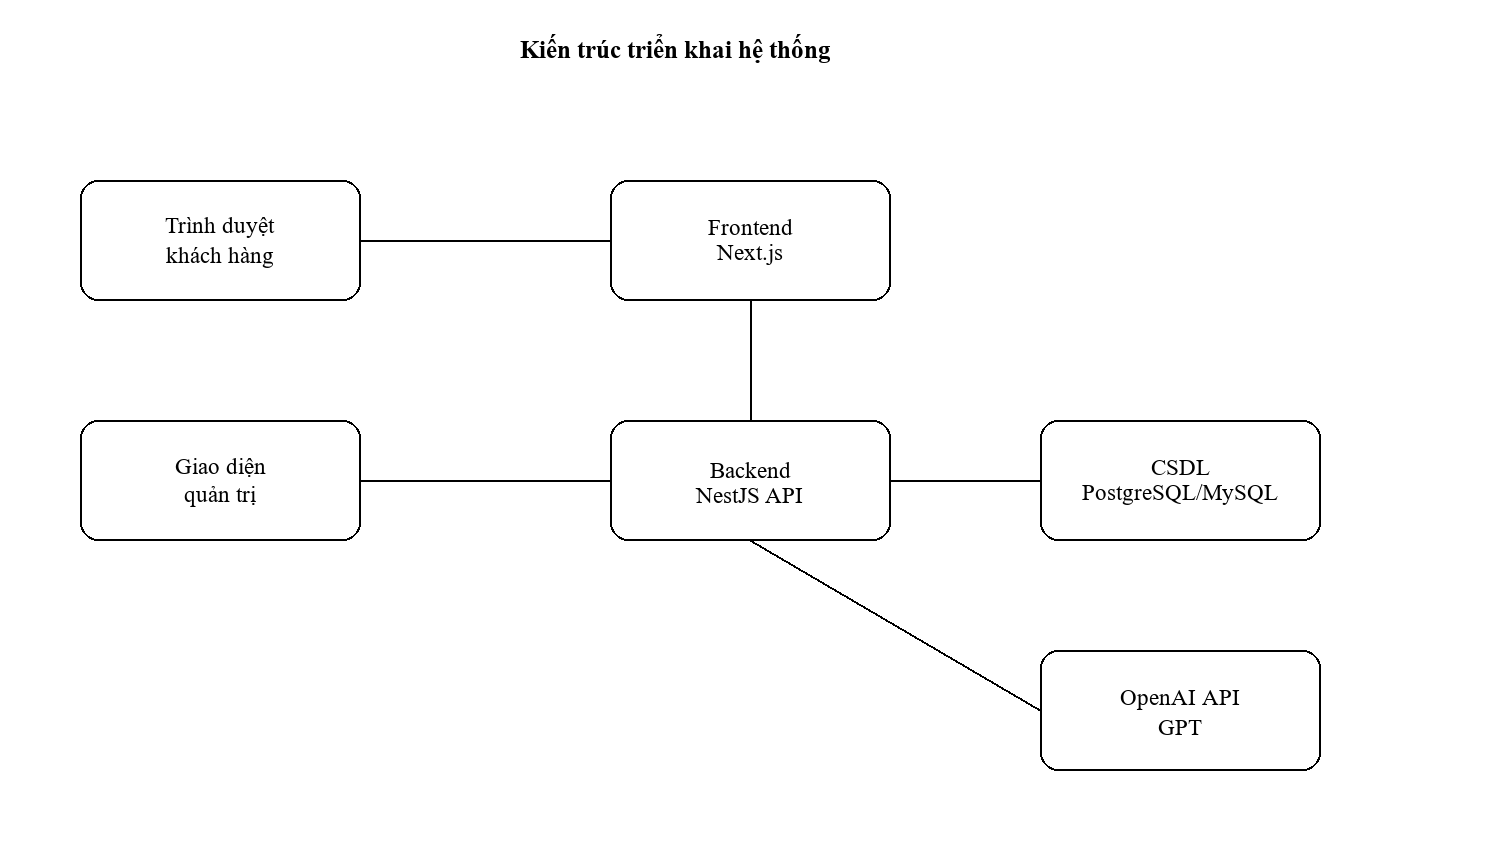 Kiến trúc triển khai hệ thống
Trình duyệt
khách hàng
Frontend
Next.js
Giao diện
quản trị
Backend
NestJS API
CSDL
PostgreSQL/MySQL
OpenAI API
GPT